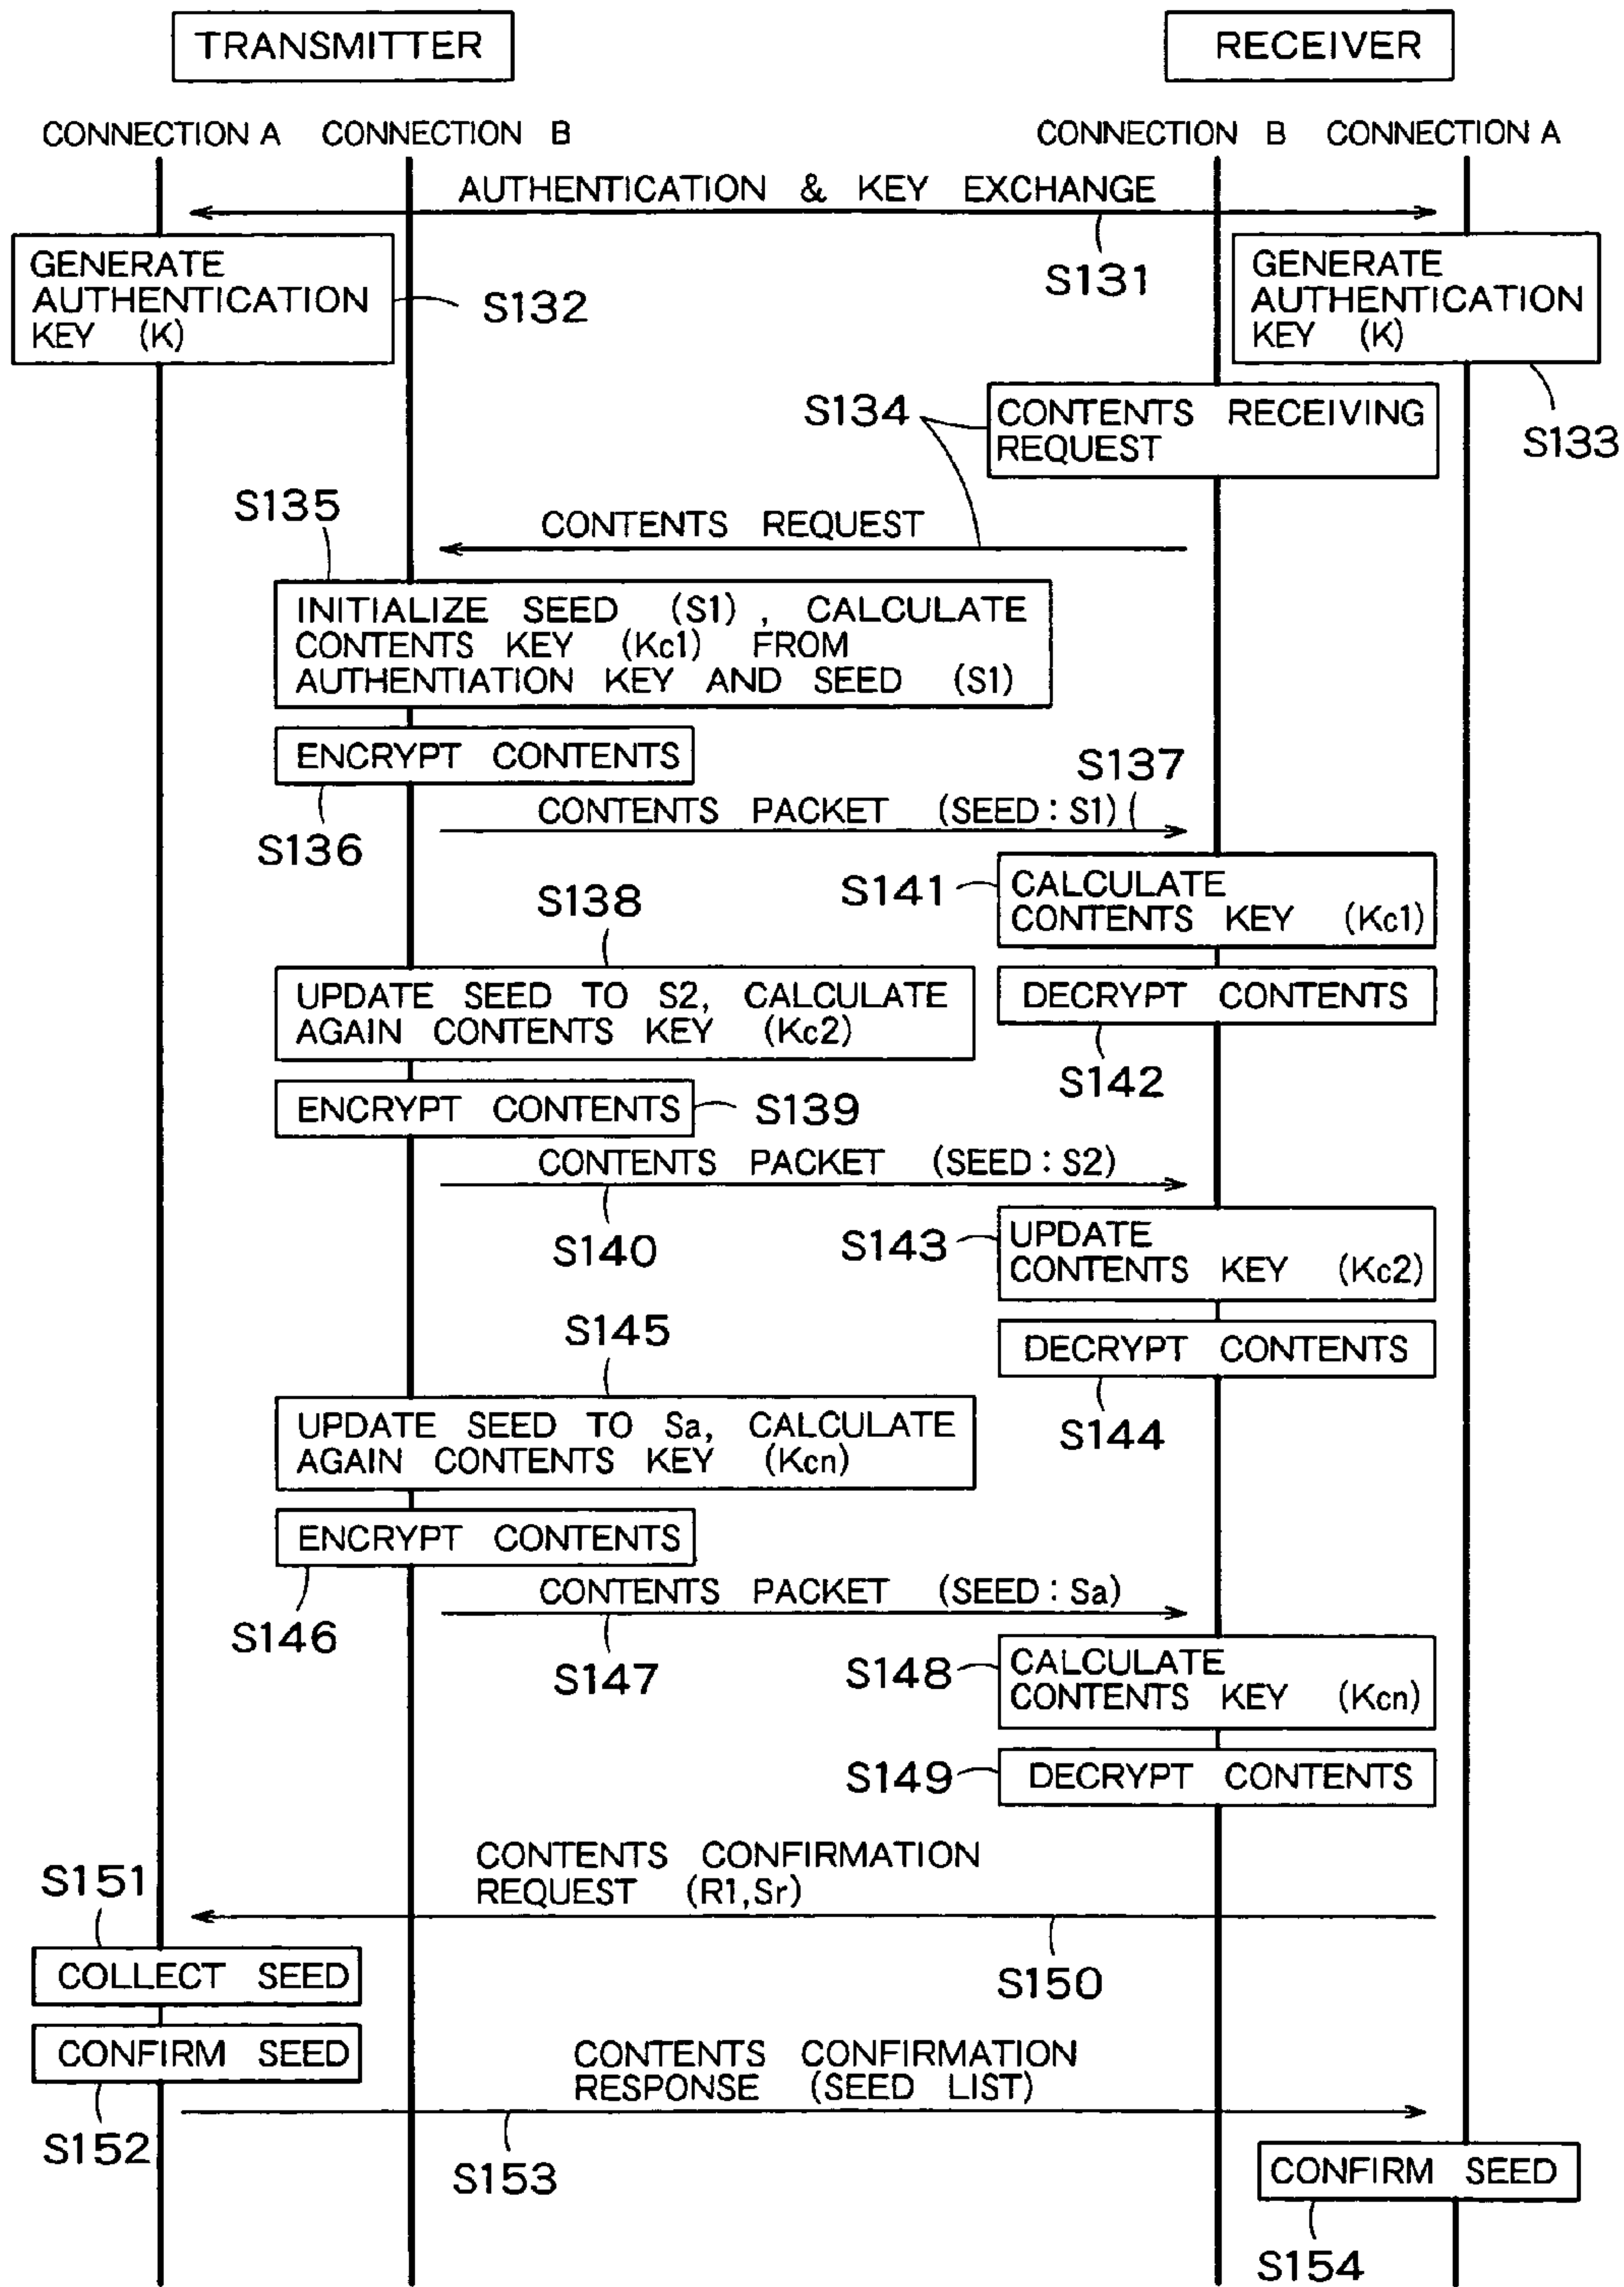 TRANSMITTER
RECEIVER
CONNECTION A CONNECTION B
CONNECTION B CONNECTION A
AUTHENTICATION & KEY EXCHANGE
S131
GENERATE
AUTHENTICATION
KEY (K)
S132
GENERATE
AUTHENTICATION
KEY (K)
S133
S134
CONTENTS RECEIVING
REQUEST
S135
CONTENTS REQUEST
INITIALIZE SEED (S1), CALCULATE
CONTENTS KEY (Kc1) FROM
AUTHENTIATION KEY AND SEED (S1)
ENCRYPT CONTENTS
S136
S137
CONTENTS PACKET (SEED:S1)
S141
CALCULATE
CONTENTS KEY (Kc1)
S138
UPDATE SEED TO S2, CALCULATE
AGAIN CONTENTS KEY (Kc2)
DECRYPT CONTENTS
S142
ENCRYPT CONTENTS
S139
CONTENTS PACKET (SEED:S2)
S140
S143
UPDATE
CONTENTS KEY (Kc2)
S145
DECRYPT CONTENTS
S144
UPDATE SEED TO Sa, CALCULATE
AGAIN CONTENTS KEY (Kcn)
ENCRYPT CONTENTS
S146
CONTENTS PACKET (SEED:Sa)
S147
S148
CALCULATE
CONTENTS KEY (Kcn)
S149
DECRYPT CONTENTS
CONTENTS CONFIRMATION
REQUEST (R1,Sr)
S150
S151
COLLECT SEED
CONFIRM SEED
S152
CONTENTS CONFIRMATION
RESPONSE (SEED LIST)
S153
CONFIRM SEED
S154